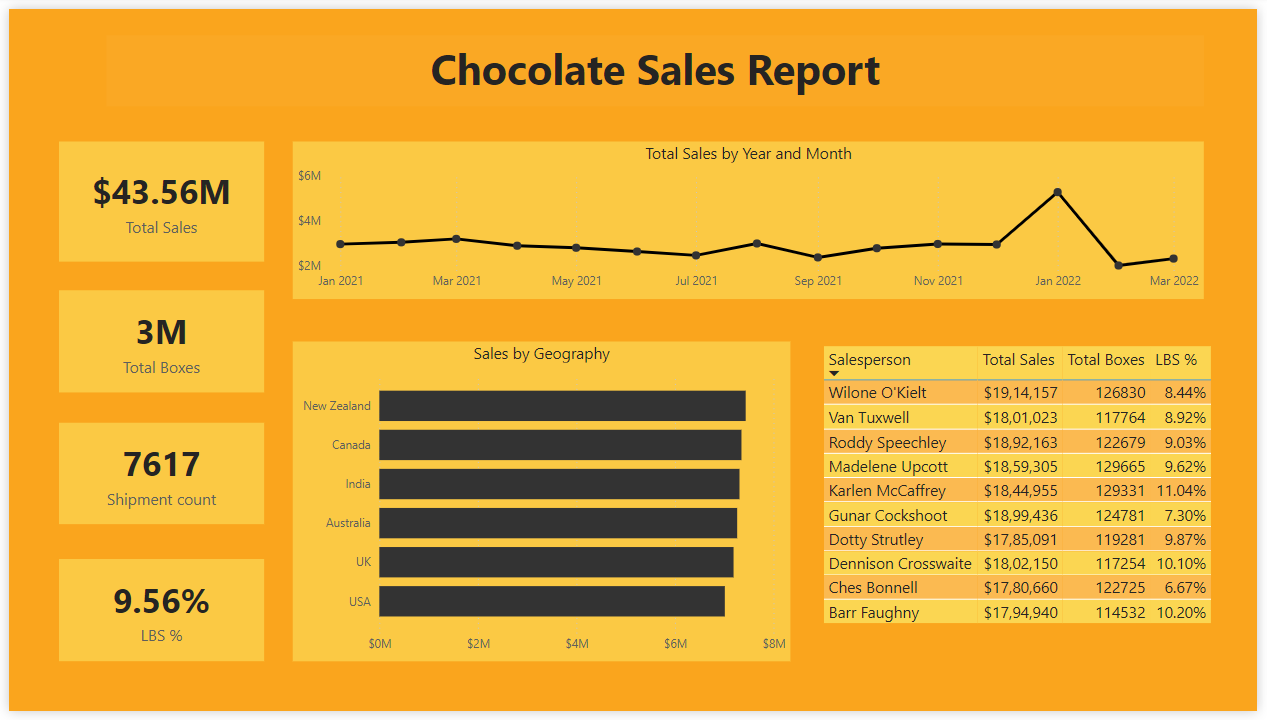 Chocolate Sales Report
$43.56M
Total Sales
3M
Total Boxes
7617
Shipment count
9.56%
LBS %
Total Sales by Year and Month
$6M
$4M
$2M
Jan 2021 Mar 2021 May 2021 Jul 2021 Sep 2021 Nov 2021 Jan 2022 Mar 2022
Sales by Geography
New Zealand
Canada
India
Australia
UK
USA
$0M $2M $4M $6M $8M
Salesperson Total Sales Total Boxes LBS %
Wilone O'Kielt $19,14,157 126830 8.44%
Van Tuxwell $18,01,023 117764 8.92%
Roddy Speechley $18,92,163 122679 9.03%
Madelene Upcott $18,59,305 129665 9.62%
Karlen McCaffrey $18,44,955 129331 11.04%
Gunar Cockshoot $18,99,436 124781 7.30%
Dotty Strutley $17,85,091 119281 9.87%
Dennison Crosswaite $18,02,150 117254 10.10%
Ches Bonnell $17,80,660 122725 6.67%
Barr Faughny $17,94,940 114532 10.20%